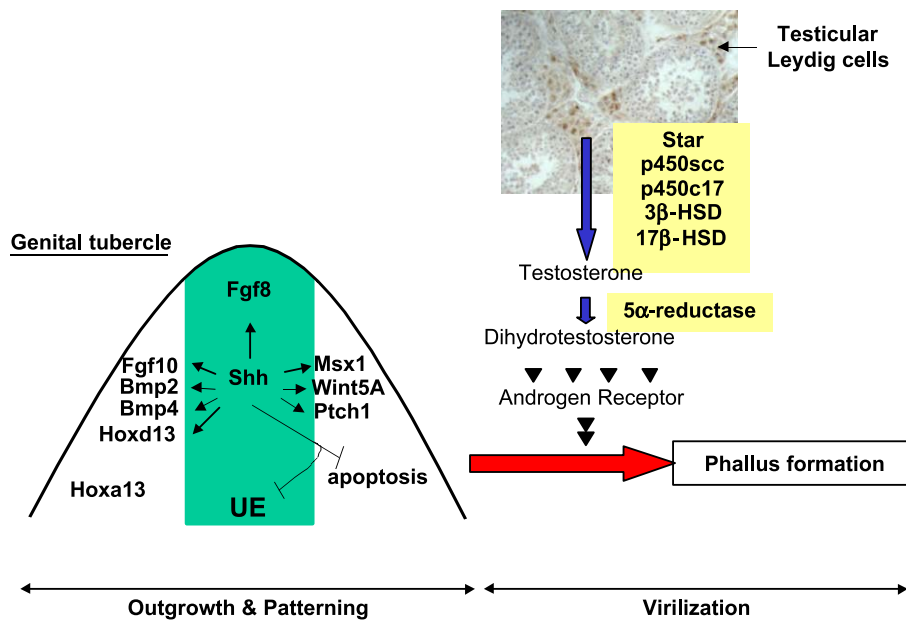 Testicular
Leydig cells
Star
p450scc
p450c17
3β-HSD
17β-HSD
Genital tubercle
Testosterone
Fgf8
5α-reductase
Dihydrotestosterone
Fgf10
Msx1
Shh
Bmp2
Wint5A
Bmp4
Ptch1
Androgen Receptor
Hoxd13
Phallus formation
apoptosis
Hoxa13
UE
Outgrowth & Patterning
Virilization